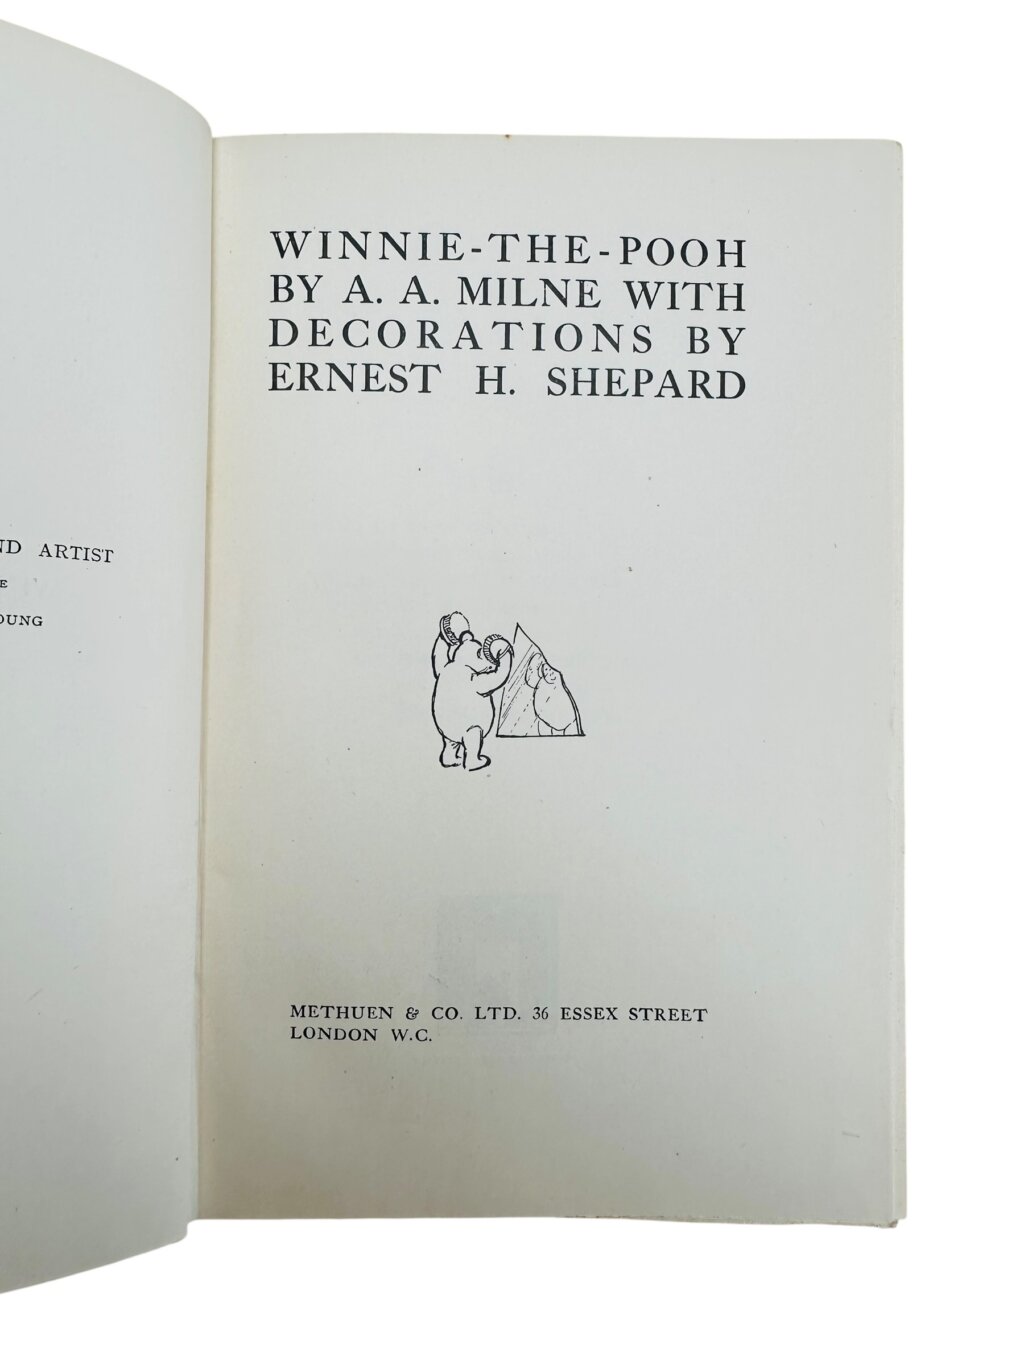 ARTIST
WINNIE-THE-POOH
BY A. A. MILNE WITH
DECORATIONS BY
ERNEST H. SHEPARD
METHUEN & CO. LTD. 36 ESSEX STREET
LONDON W.C.